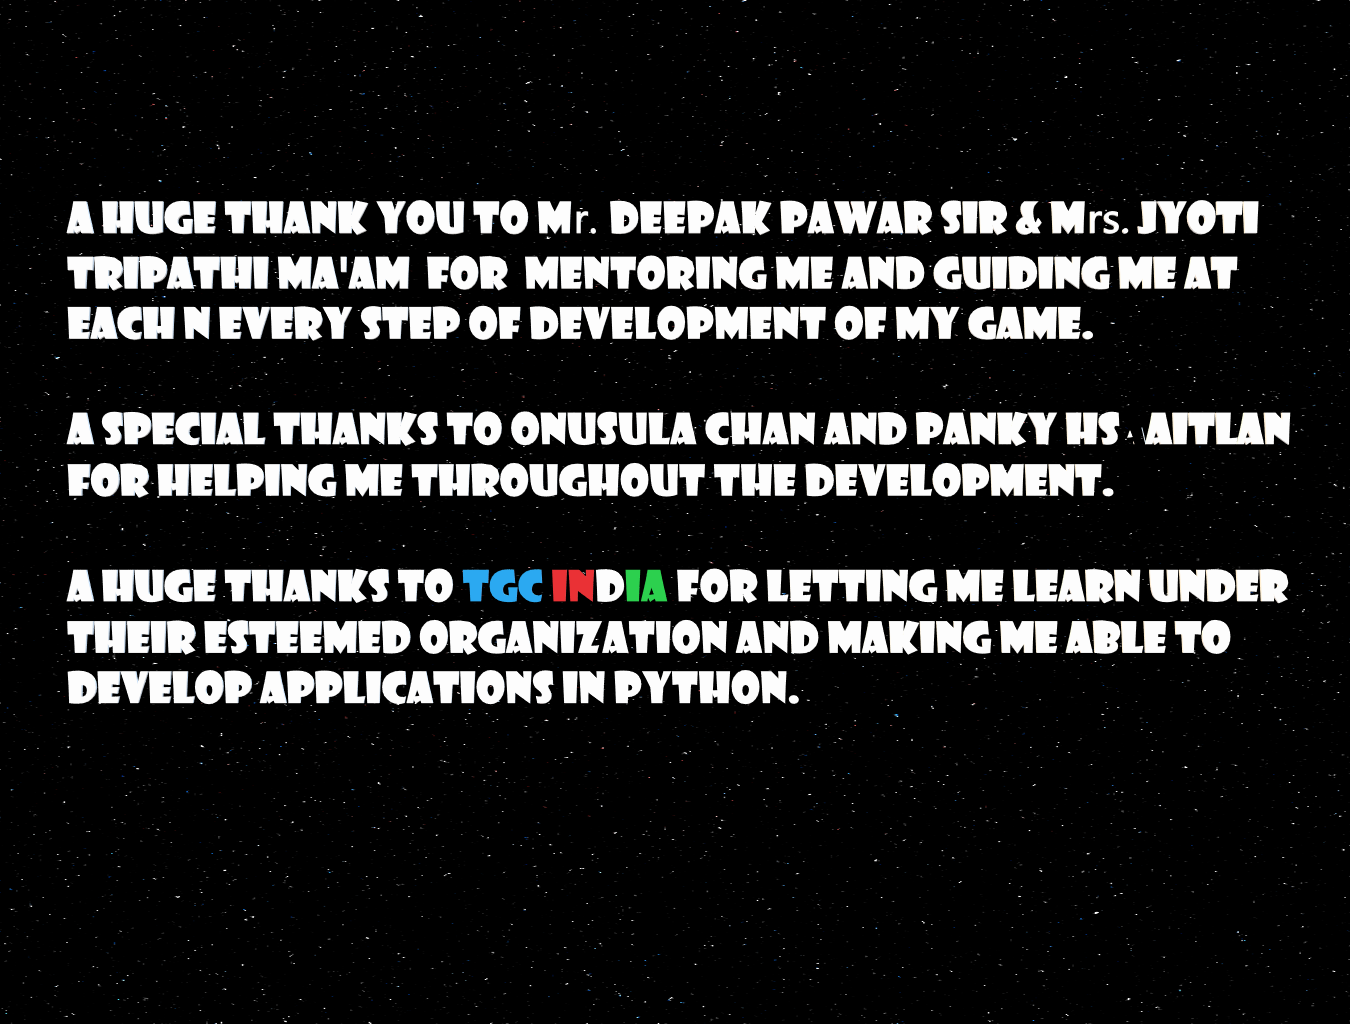 A HUGE THANK YOU TO Mr. DEEPAK PAWAR SIR & Mrs. JYOTI
TRIPATHI MA'AM FOR MENTORING ME AND GUIDING ME AT
EACH N EVERY STEP OF DEVELOPMENT OF MY GAME.
A SPECIAL THANKS TO ONUSULA CHAN AND PANKY HS
FOR HELPING ME THROUGHOUT THE DEVELOPMENT.
A HUGE THANKS TO TGC INDIA FOR LETTING ME LEARN UNDER
THEIR ESTEEMED ORGANIZATION AND MAKING ME ABLE TO
DEVELOP APPLICATIONS IN PYTHON.